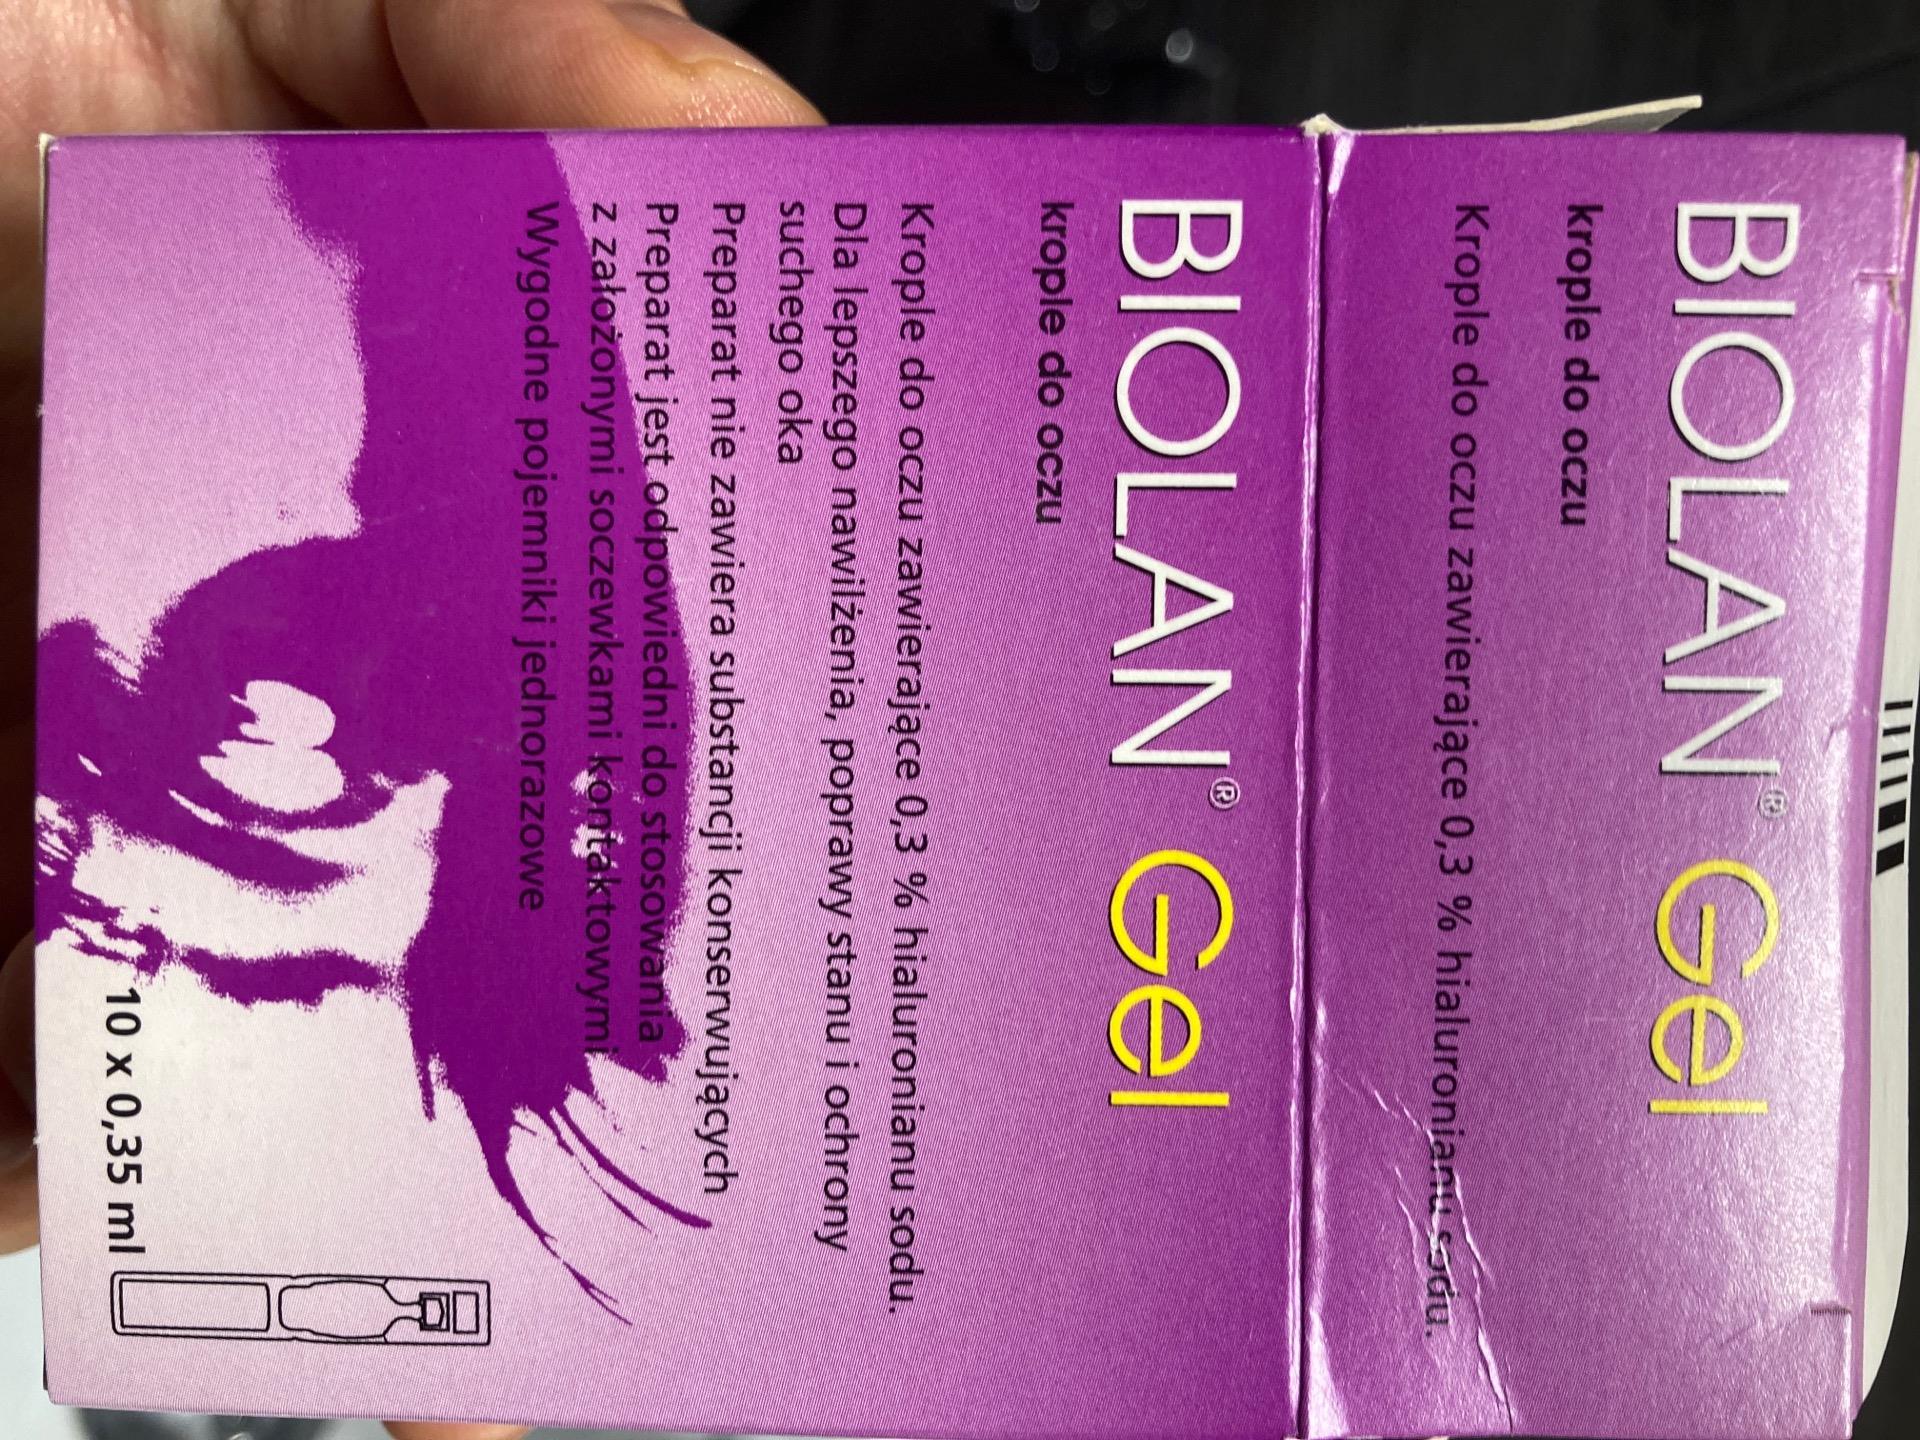 BIOLAN® Gel
krople do oczu
Krople do oczu zawierające 0,3 % hialuronianu sodu.
BIOLAN® Gel
krople do oczu
Krople do oczu zawierające 0,3 % hialuronianu sodu.
Dla lepszego nawilżenia, poprawy stanu i ochrony
suchego oka
Preparat nie zawiera substancji konserwujących
Preparat jest odpowiedni do stosowania
z założonymi soczewkami kontaktowymi
Wygodne pojemniki jednorazowe
10 x 0,35 ml